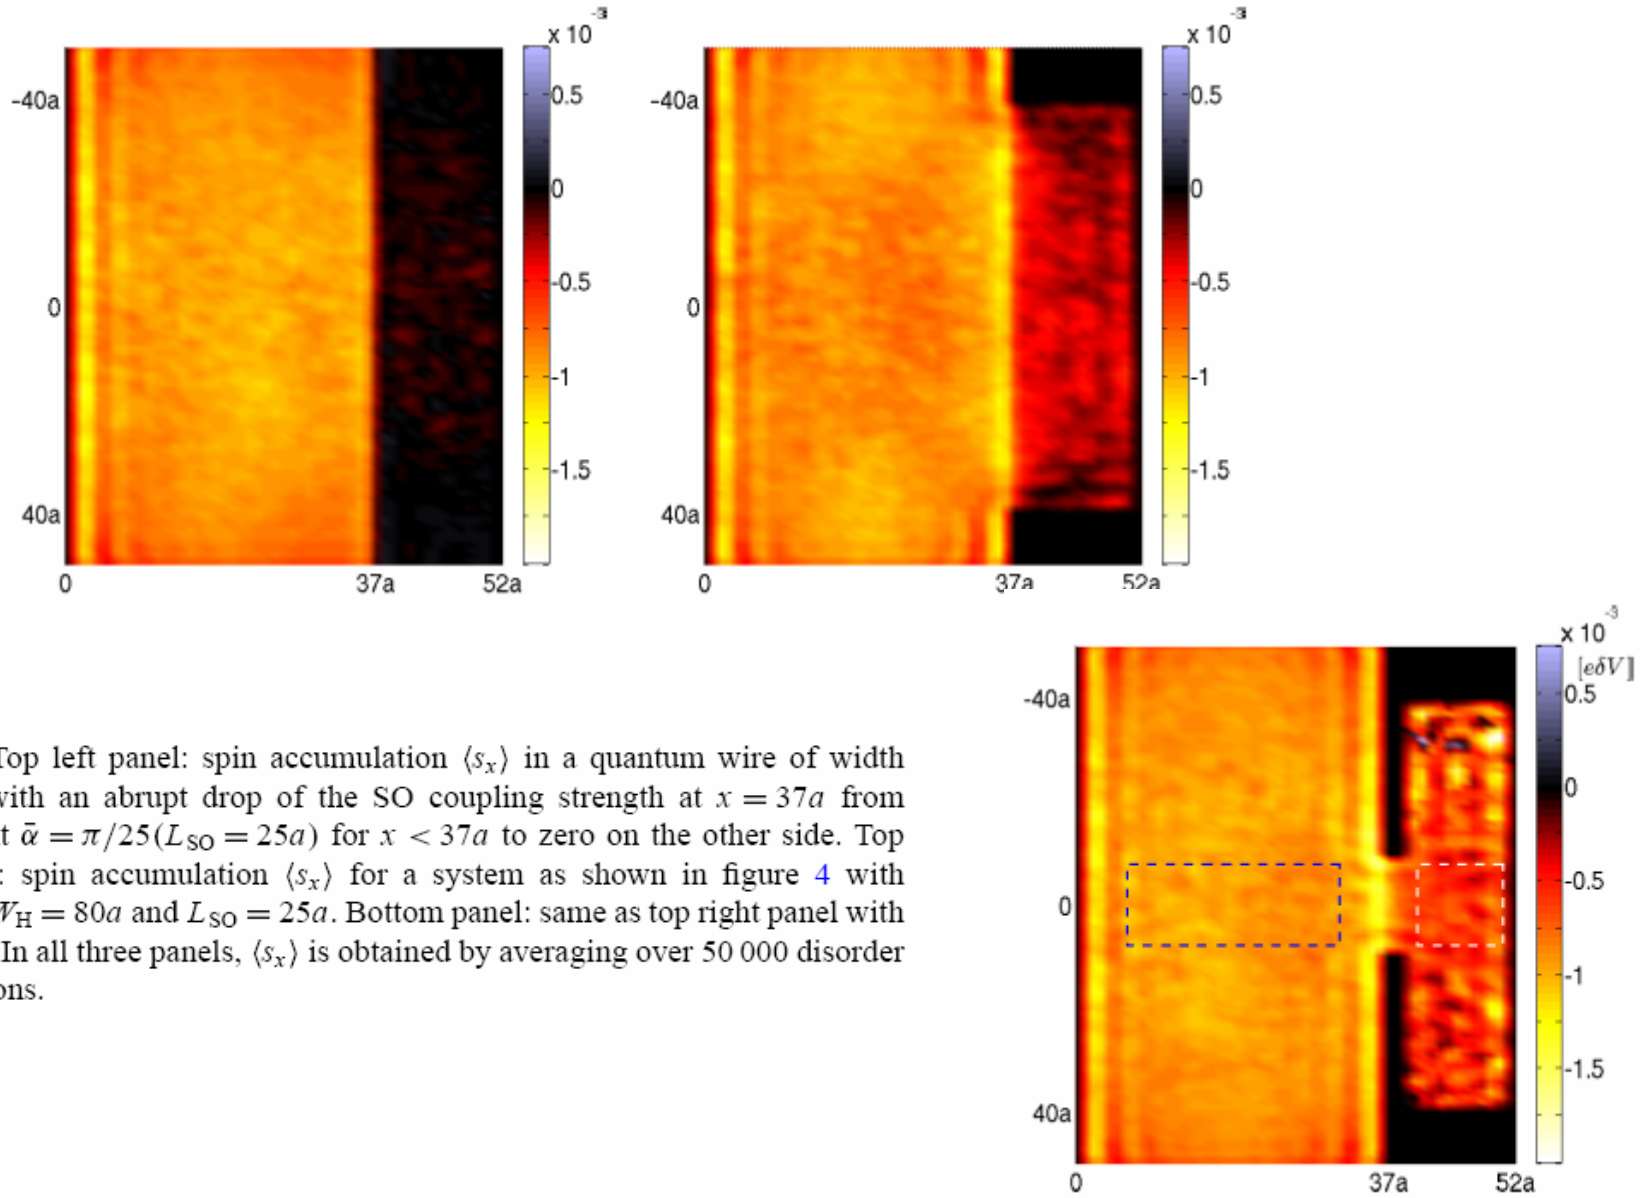 x 10⁻³
x 10⁻³
-40a
0
40a
0.5
0
-0.5
-1
-1.5
0 37a 52a
-40a
0
40a
0.5
0
-0.5
-1
-1.5
0 37a 52a
x 10⁻³
[eδV]
-40a
0
40a
0.5
0
-0.5
-1
-1.5
0 37a 52a
Top left panel: spin accumulation ⟨sₓ⟩ in a quantum wire of width
with an abrupt drop of the SO coupling strength at x = 37a from
ᾱ = π/25(L_SO = 25a) for x < 37a to zero on the other side. Top
: spin accumulation ⟨sₓ⟩ for a system as shown in figure 4 with
W_H = 80a and L_SO = 25a. Bottom panel: same as top right panel with
In all three panels, ⟨sₓ⟩ is obtained by averaging over 50 000 disorder
ons.